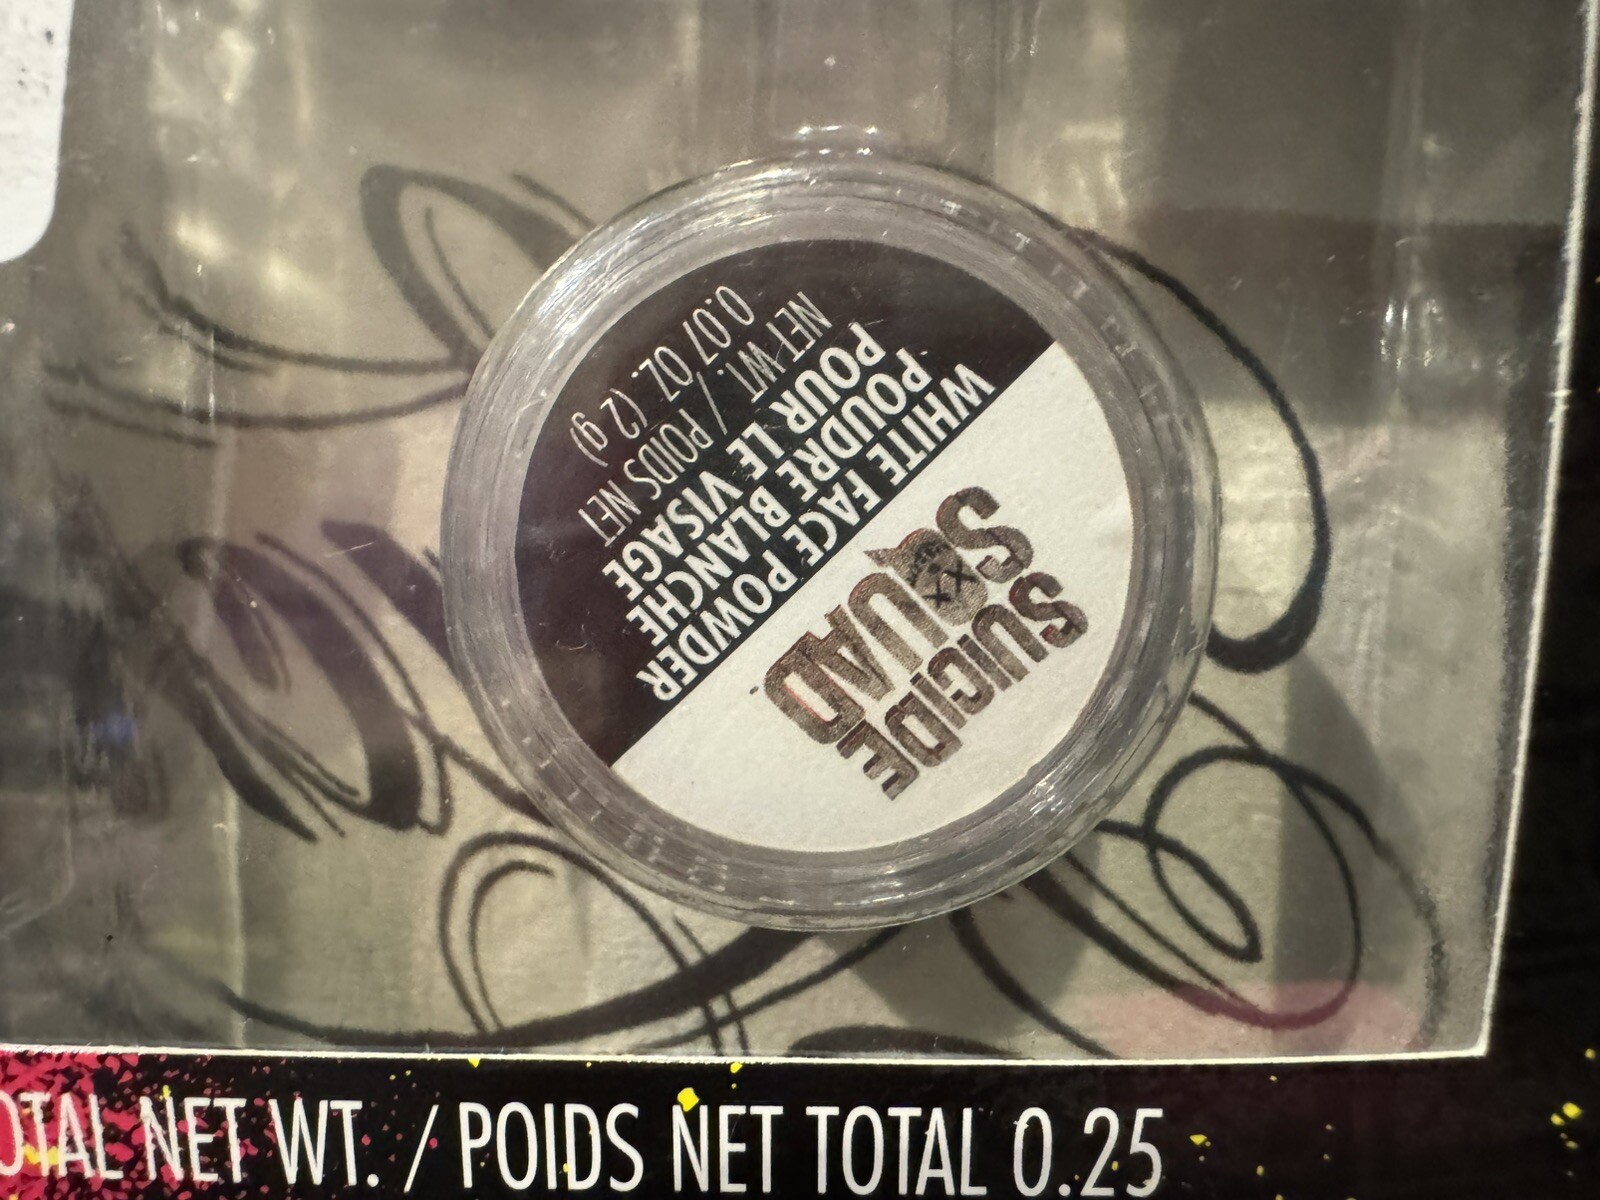 SUICIDE
SQUAD
WHITE FACE POWDER
POUDRE BLANCHE
POUR LE VISAGE
NET WT. / POIDS NET
0.07 OZ. (2 g)
OTAL NET WT. / POIDS NET TOTAL 0.25